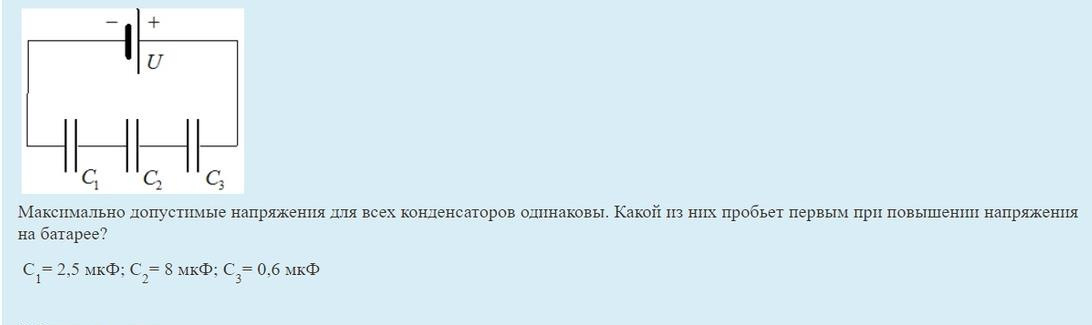 − +
U
C₁ C₂ C₃
Максимально допустимые напряжения для всех конденсаторов одинаковы. Какой из них пробьет первым при повышении напряжения
на батарее?
C₁= 2,5 мкФ; C₂= 8 мкФ; C₃= 0,6 мкФ